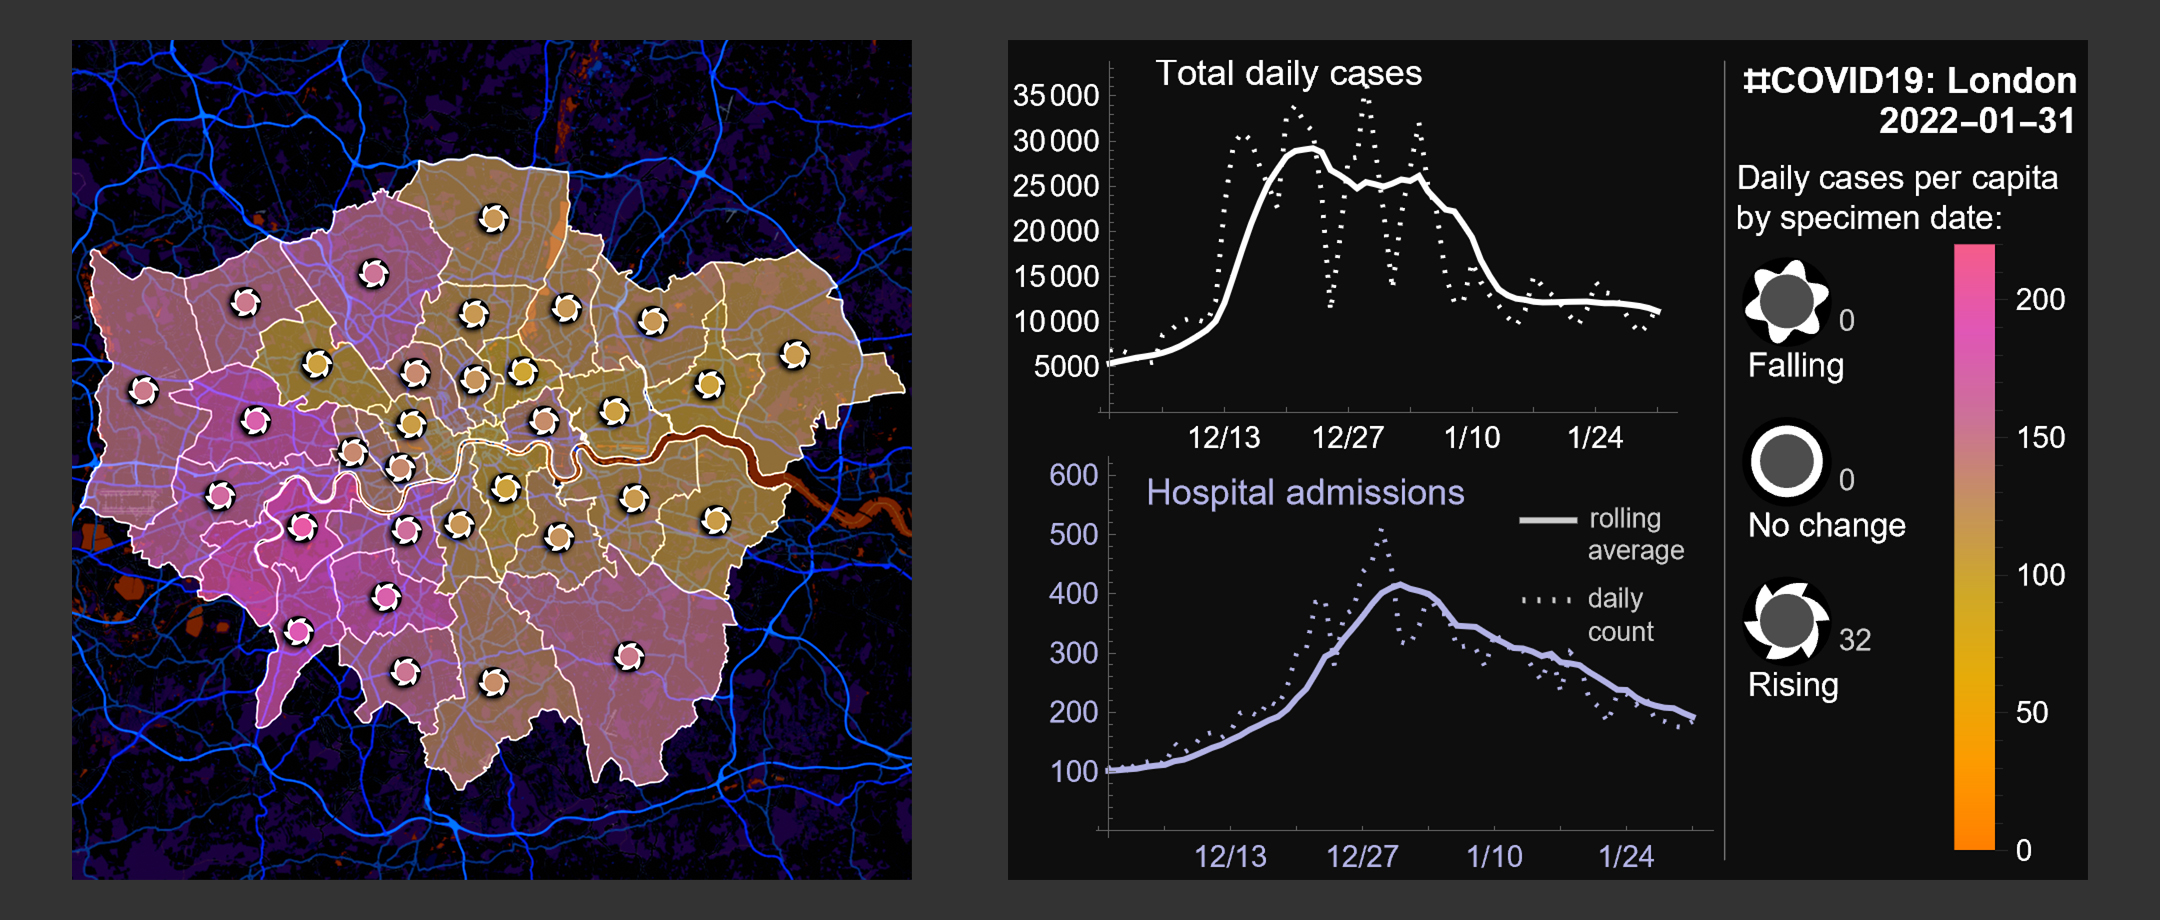 Total daily cases
35000
30000
25000
20000
15000
10000
5000
12/13
12/27
1/10
1/24
Hospital admissions
600
500
400
300
200
100
12/13
12/27
1/10
1/24
rolling
average
daily
count
#COVID19: London
2022–01–31
Daily cases per capita
by specimen date:
0
Falling
0
No change
32
Rising
200
150
100
50
0